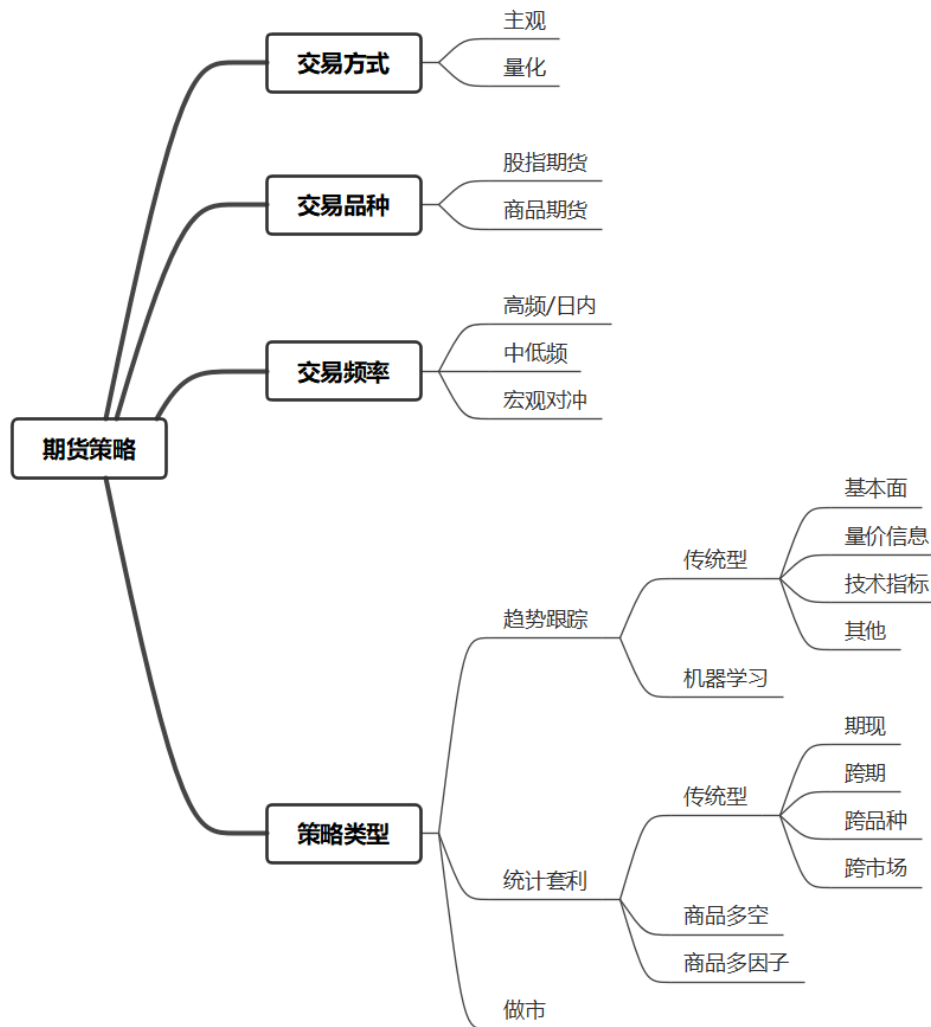 主观
交易方式
量化
股指期货
交易品种
商品期货
高频/日内
交易频率
中低频
宏观对冲
期货策略
基本面
量价信息
传统型
技术指标
趋势跟踪
其他
机器学习
期现
跨期
传统型
跨品种
策略类型
跨市场
统计套利
商品多空
商品多因子
做市